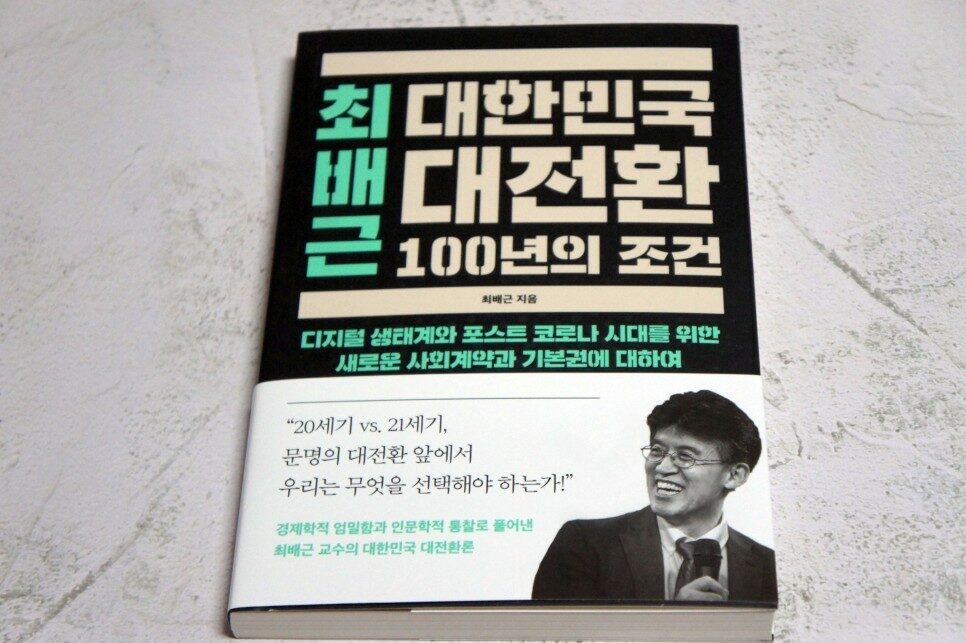 최배근
대한민국
대전환
100년의 조건
최배근 지음
디지털 생태계와 포스트 코로나 시대를 위한
새로운 사회계약과 기본권에 대하여
“20세기 vs. 21세기,
문명의 대전환 앞에서
우리는 무엇을 선택해야 하는가!”
경제학적 엄밀함과 인문학적 통찰로 풀어낸
최배근 교수의 대한민국 대전환론